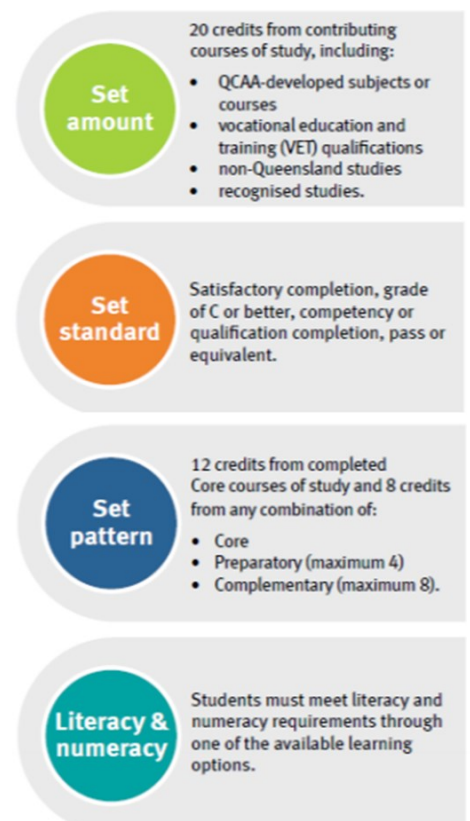 Set
amount
20 credits from contributing
courses of study, including:
• QCAA-developed subjects or
courses
• vocational education and
training (VET) qualifications
• non-Queensland studies
• recognised studies.
Set
standard
Satisfactory completion, grade
of C or better, competency or
qualification completion, pass or
equivalent.
Set
pattern
12 credits from completed
Core courses of study and 8 credits
from any combination of:
• Core
• Preparatory (maximum 4)
• Complementary (maximum 8).
Literacy &
numeracy
Students must meet literacy and
numeracy requirements through
one of the available learning
options.